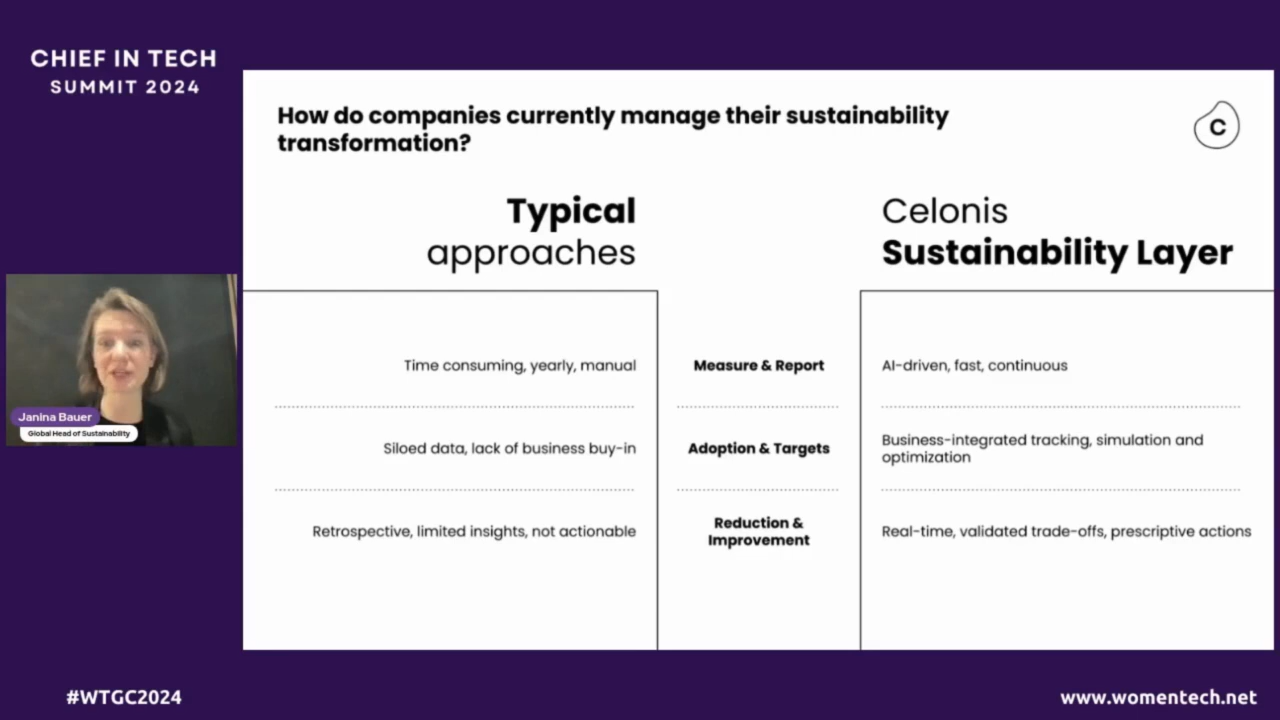 CHIEF IN TECH
SUMMIT 2024
How do companies currently manage their sustainability
transformation?
C
Typical
approaches
Celonis
Sustainability Layer
Time consuming, yearly, manual
Measure & Report
AI-driven, fast, continuous
Siloed data, lack of business buy-in
Adoption & Targets
Business-integrated tracking, simulation and
optimization
Retrospective, limited insights, not actionable
Reduction &
Improvement
Real-time, validated trade-offs, prescriptive actions
Janina Bauer
Global Head of Sustainability
#WTGC2024
www.womentech.net